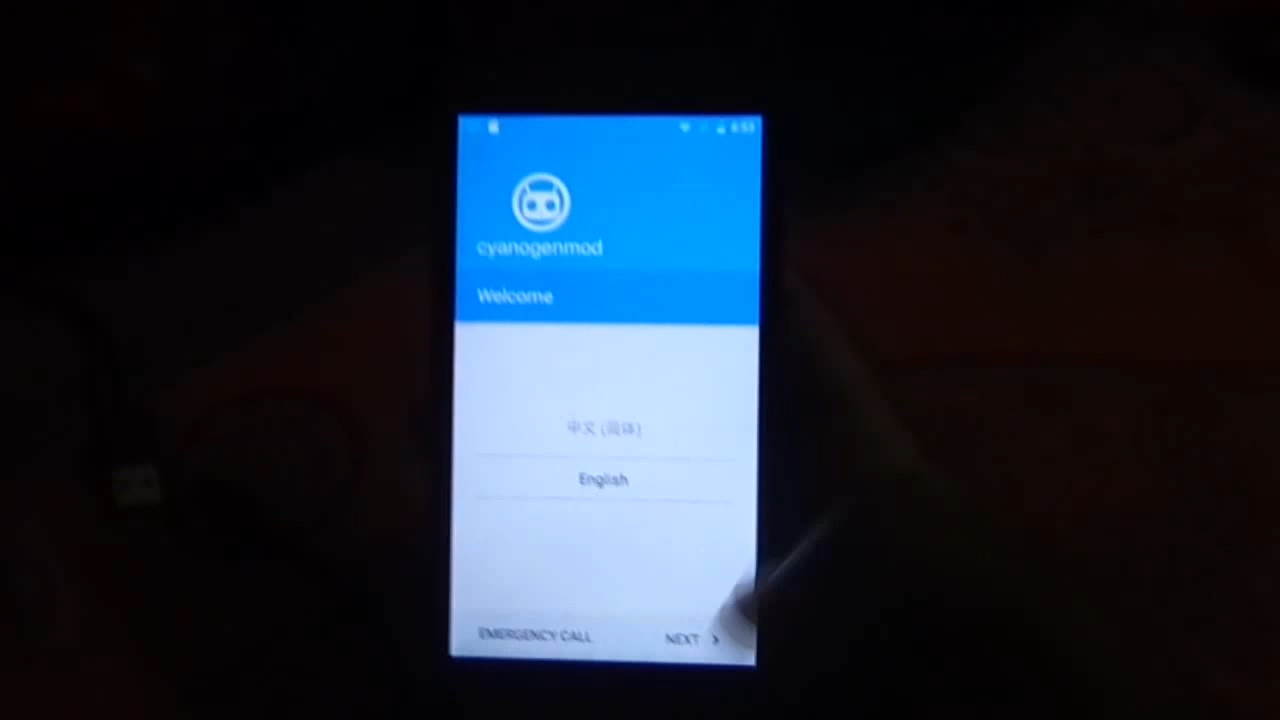 cyanogenmod
Welcome
中文 (简体)
English
EMERGENCY CALL
NEXT